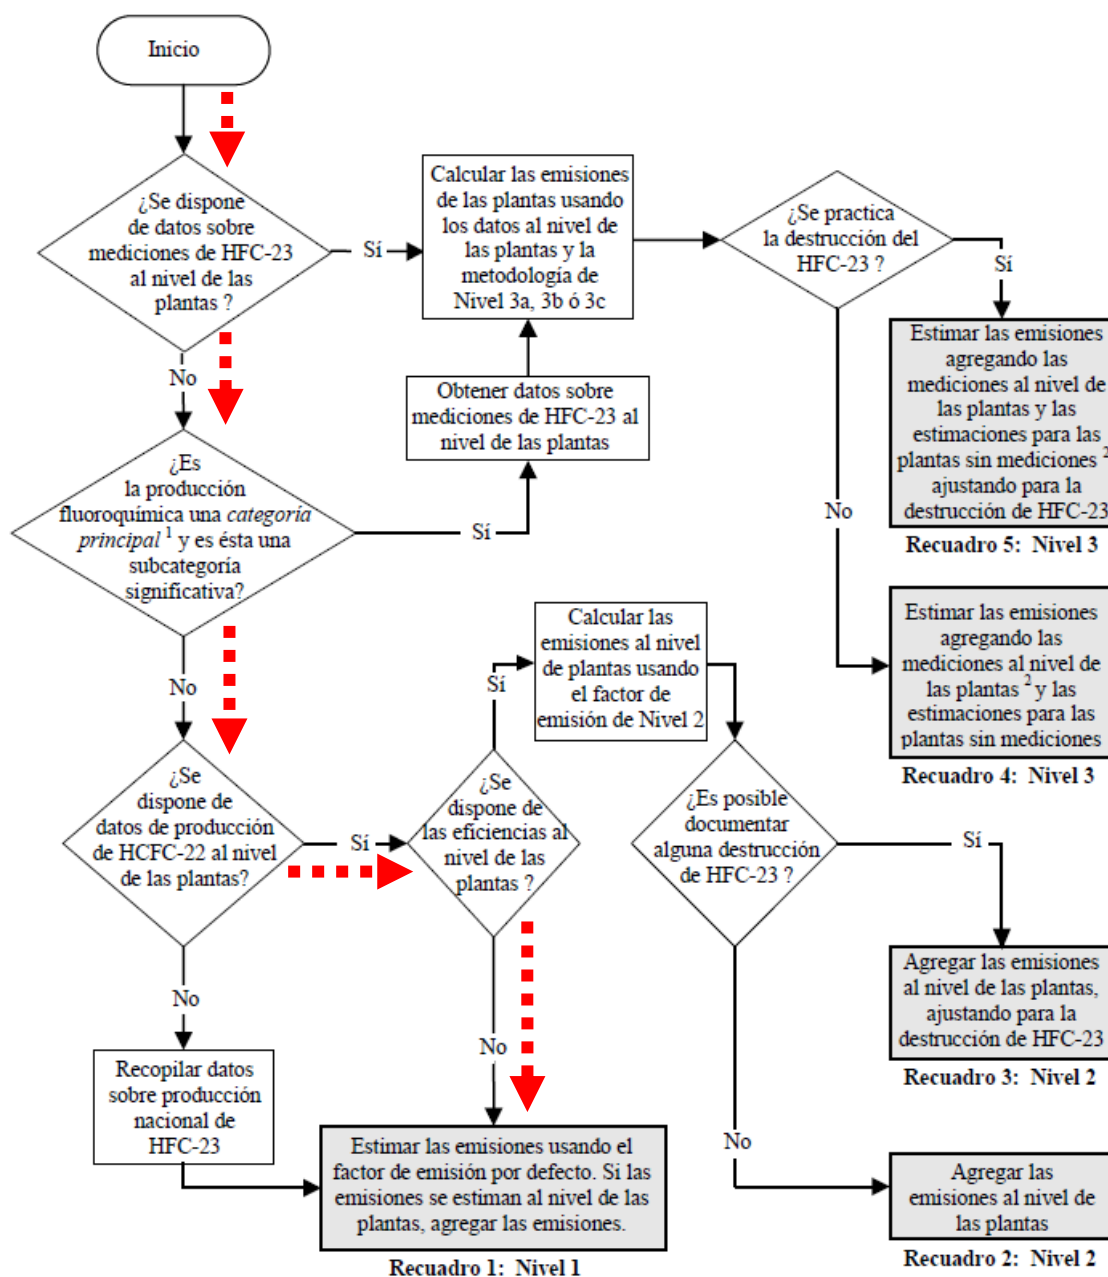 Inicio
¿Se dispone
de datos sobre
mediciones de HFC-23
al nivel de las
plantas ?
Sí
Calcular las emisiones
de las plantas usando
los datos al nivel de
las plantas y la
metodología de
Nivel 3a, 3b ó 3c
¿Se practica
la destrucción del
HFC-23 ?
Sí
Estimar las emisiones
agregando las
mediciones al nivel de
las plantas y las
estimaciones para las
plantas sin mediciones 2
ajustando para la
destrucción de HFC-23
Recuadro 5: Nivel 3
No
Obtener datos sobre
mediciones de HFC-23 al
nivel de las plantas
No
¿Es
la producción
fluoroquímica una categoría
principal 1 y es ésta una
subcategoría
significativa?
Sí
Estimar las emisiones
agregando las
mediciones al nivel de
las plantas 2 y las
estimaciones para las
plantas sin mediciones
Recuadro 4: Nivel 3
No
Calcular las
emisiones al nivel
de plantas usando
el factor de
emisión de Nivel 2
Sí
¿Se
dispone de
datos de producción
de HCFC-22 al nivel
de las plantas?
Sí
¿Se
dispone de
las eficiencias al
nivel de las
plantas ?
¿Es posible
documentar
alguna destrucción
de HFC-23 ?
Sí
Agregar las emisiones
al nivel de las plantas,
ajustando para la
destrucción de HFC-23
Recuadro 3: Nivel 2
No
No
No
Recopilar datos
sobre producción
nacional de
HFC-23
Estimar las emisiones usando el
factor de emisión por defecto. Si las
emisiones se estiman al nivel de las
plantas, agregar las emisiones.
Recuadro 1: Nivel 1
Agregar las
emisiones al nivel de
las plantas
Recuadro 2: Nivel 2